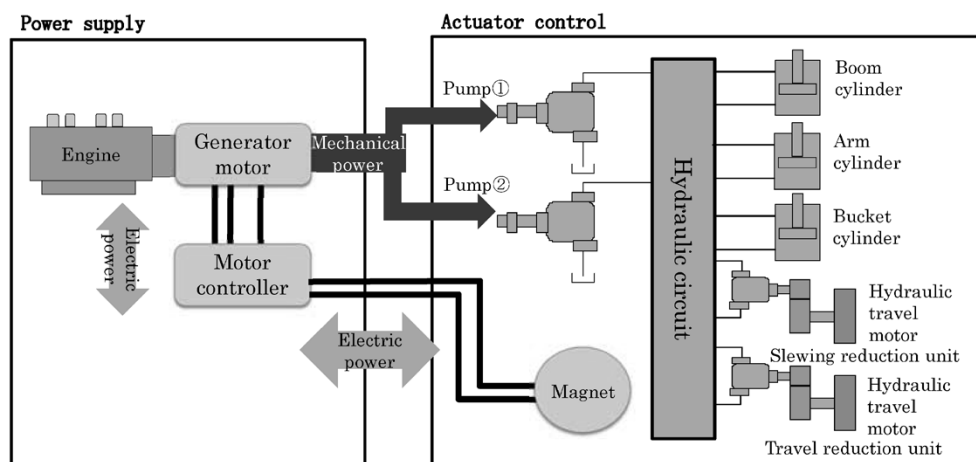 Power supply
Actuator control
Engine
Generator
motor
Mechanical
power
Electric
power
Motor
controller
Electric
power
Pump①
Pump②
Magnet
Hydraulic circuit
Boom
cylinder
Arm
cylinder
Bucket
cylinder
Hydraulic
travel
motor
Slewing reduction unit
Hydraulic
travel
motor
Travel reduction unit